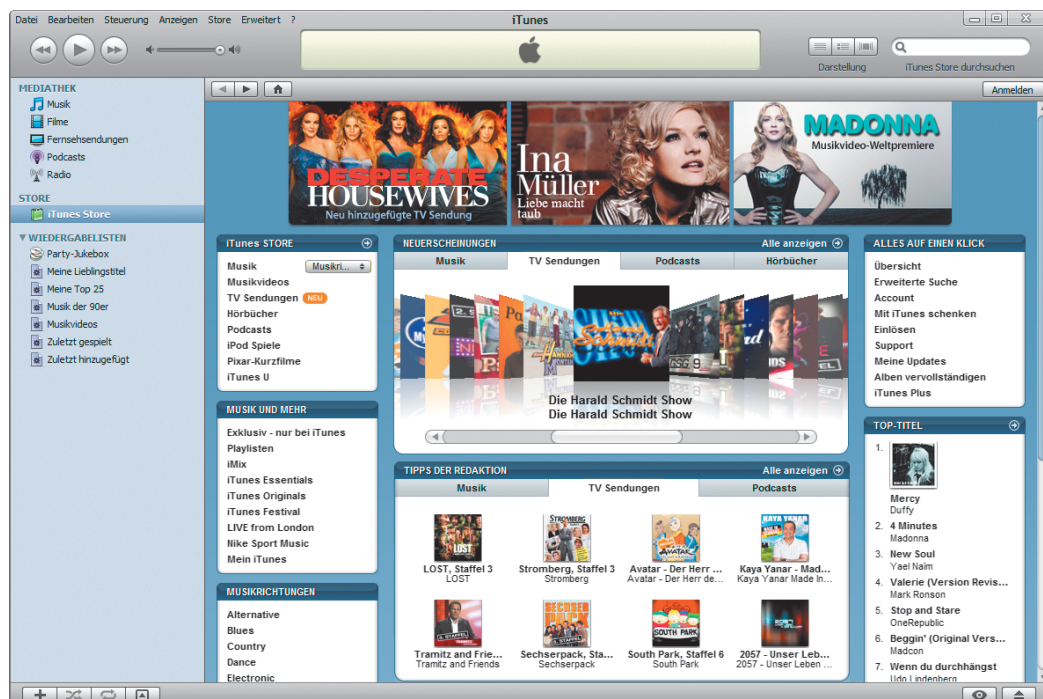 Datei Bearbeiten Steuerung Anzeigen Store Erweitert ?
iTunes
Darstellung
iTunes Store durchsuchen
MEDIATHEK
Musik
Filme
Fernsehsendungen
Podcasts
Radio
STORE
iTunes Store
WIEDERGABELISTEN
Party-Jukebox
Meine Lieblingstitel
Meine Top 25
Musik der 90er
Musikvideos
Zuletzt gespielt
Zuletzt hinzugefügt
Anmelden
DESPERATE
HOUSEWIVES
Neu hinzugefügte TV Sendung
Ina
Müller
Liebe macht
taub
MADONNA
Musikvideo-Weltpremiere
iTunes STORE
Musik Musikri...
Musikvideos
TV Sendungen NEU
Hörbücher
Podcasts
iPod Spiele
Pixar-Kurzfilme
iTunes U
MUSIK UND MEHR
Exklusiv - nur bei iTunes
Playlisten
iMix
iTunes Essentials
iTunes Originals
iTunes Festival
LIVE from London
Nike Sport Music
Mein iTunes
MUSIKRICHTUNGEN
Alternative
Blues
Country
Dance
Electronic
NEUERSCHEINUNGEN Alle anzeigen
Musik TV Sendungen Podcasts Hörbücher
Die Harald Schmidt Show
Die Harald Schmidt Show
TIPPS DER REDAKTION Alle anzeigen
Musik TV Sendungen Podcasts
LOST
STROMBERG
AVATAR
KAYA YANAR
LOST, Staffel 3 Stromberg, Staffel 3 Avatar - Der Herr ... Kaya Yanar - Mad...
LOST Stromberg Avatar - Der Herr de... Kaya Yanar Made In...
SECHSER
PACK
SOUTH PARK
Tramitz and Frie... Sechserpack, Sta... South Park, Staffel 6 2057 - Unser Leb...
Tramitz and Friends Sechserpack South Park 2057 - Unser Leben ...
ALLES AUF EINEN KLICK
Übersicht
Erweiterte Suche
Account
Mit iTunes schenken
Einlösen
Support
Meine Updates
Alben vervollständigen
iTunes Plus
TOP-TITEL
1.
Mercy
Duffy
2. 4 Minutes
Madonna
3. New Soul
Yael Naim
4. Valerie (Version Revis...
Mark Ronson
5. Stop and Stare
OneRepublic
6. Beggin' (Original Vers...
Madcon
7. Wenn du durchhängst
Udo Lindenberg